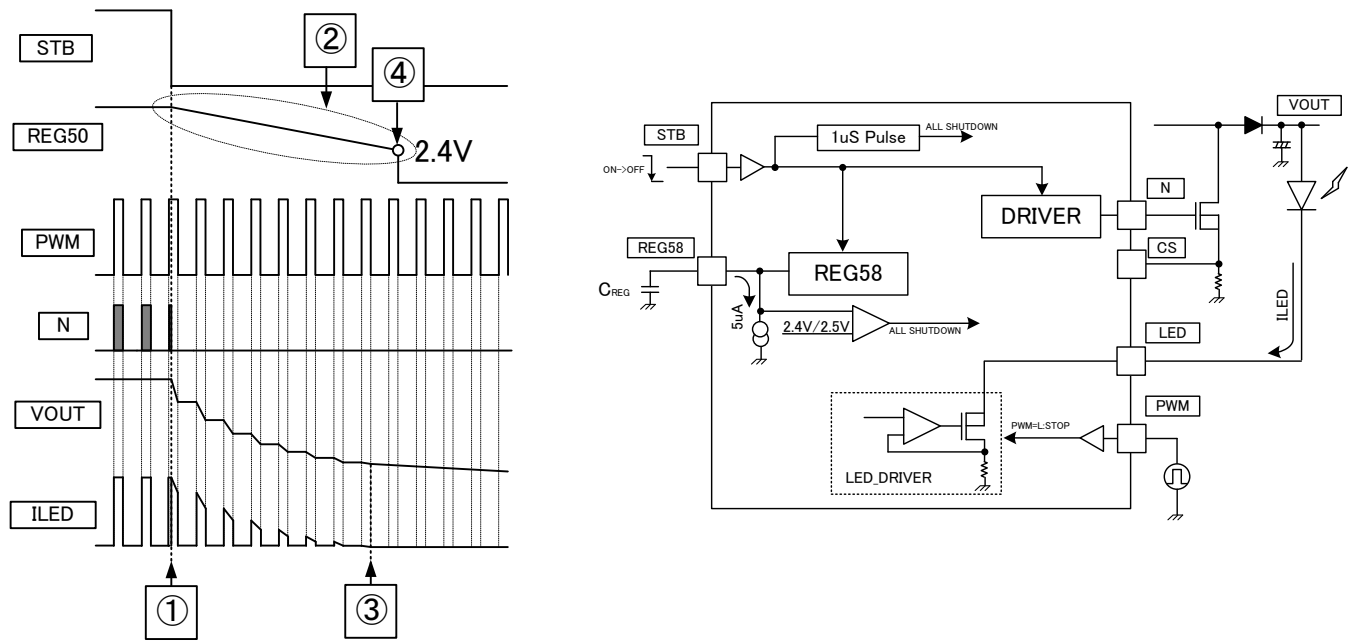 STB
②
④
REG50
2.4V
PWM
N
VOUT
ILED
①
③
STB
ON->OFF
1uS Pulse
ALL SHUTDOWN
VOUT
DRIVER
N
CS
REG58
REG58
CREG
5uA
2.4V/2.5V
ALL SHUTDOWN
ILED
LED
PWM
PWM=L:STOP
LED_DRIVER